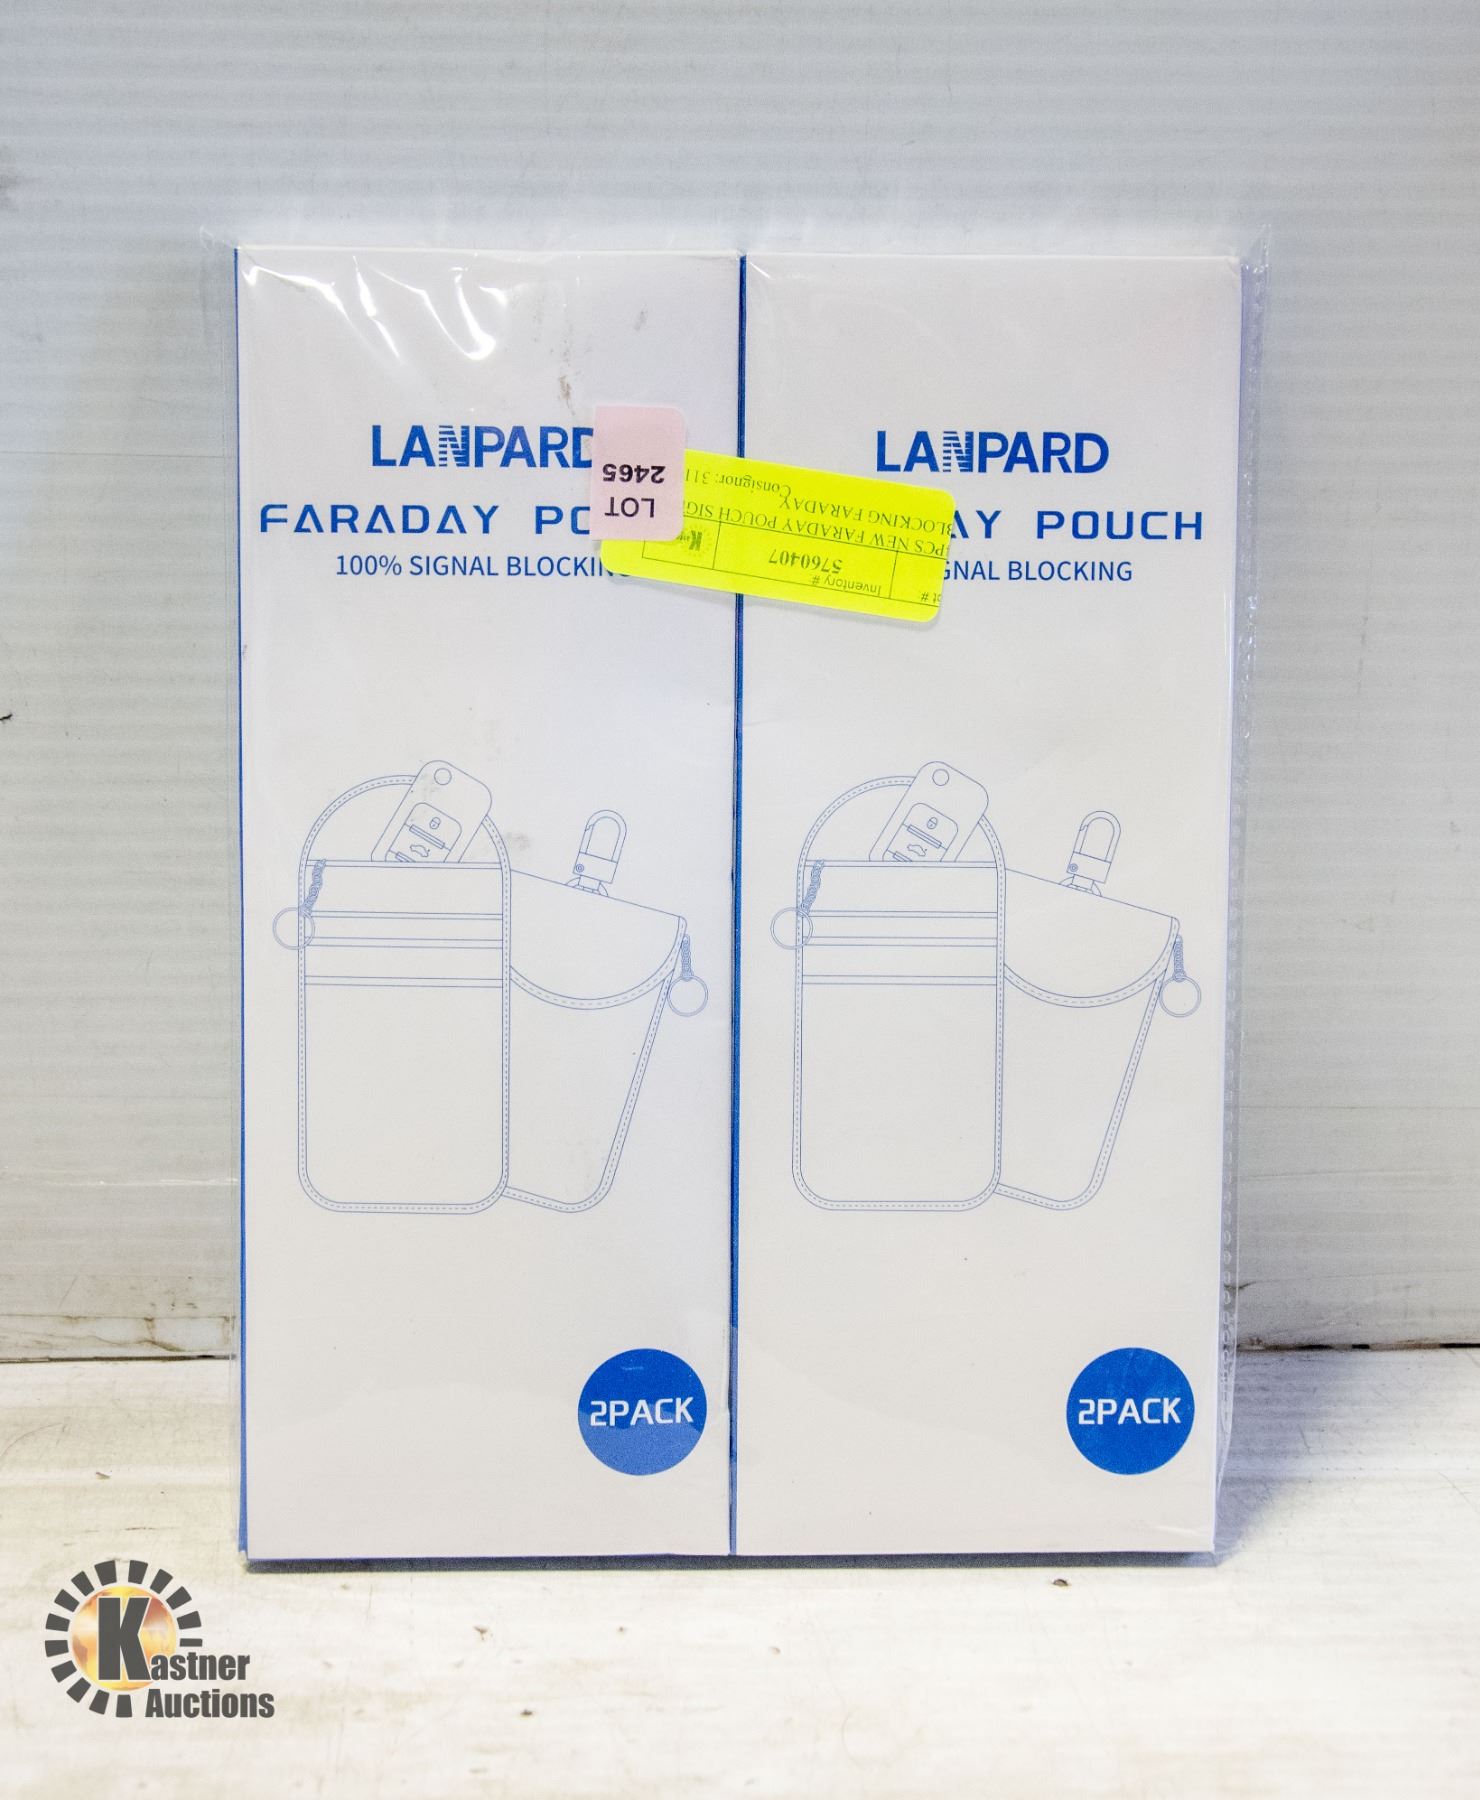 LANPARD
FARADAY PO
100% SIGNAL BLOCKING
2PACK
LANPARD
AY POUCH
GNAL BLOCKING
2PACK
LOT
2465
Inventory #:
5760407
PCS NEW FARADAY POUCH SIG
BLOCKING FARADAY
Consignor: 311
Kastner
Auctions